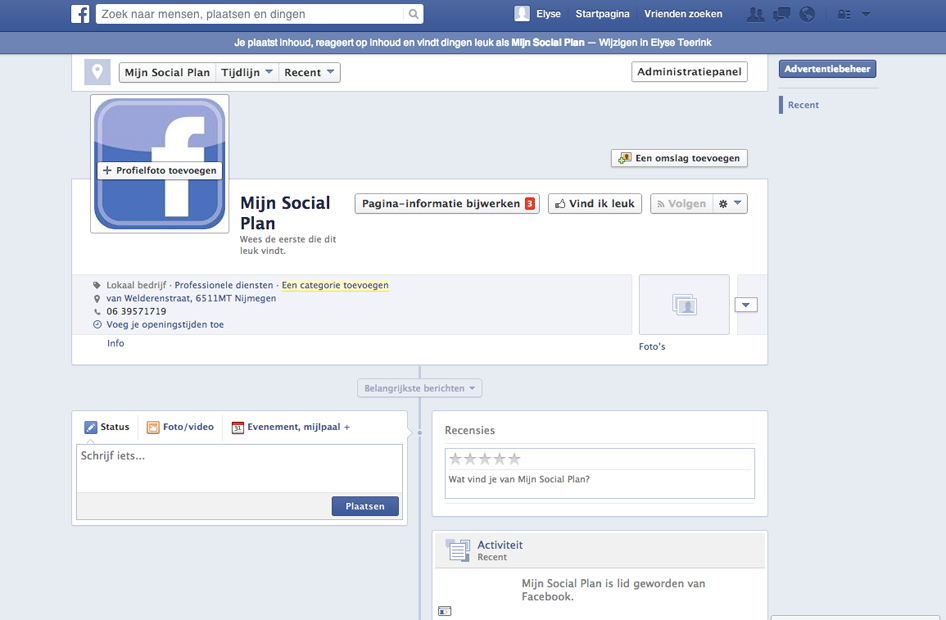 Zoek naar mensen, plaatsen en dingen
Elyse Startpagina Vrienden zoeken
Je plaatst inhoud, reageert op inhoud en vindt dingen leuk als Mijn Social Plan — Wijzigen in Elyse Teerink
Mijn Social Plan Tijdlijn Recent Administratiepanel
Advertentiebeheer
Recent
+ Profielfoto toevoegen
Een omslag toevoegen
Mijn Social
Plan
Wees de eerste die dit
leuk vindt.
Pagina-informatie bijwerken 3 Vind ik leuk Volgen
Lokaal bedrijf · Professionele diensten · Een categorie toevoegen
van Welderenstraat, 6511MT Nijmegen
06 39571719
Voeg je openingstijden toe
Info
Foto's
Belangrijkste berichten
Status Foto/video 31 Evenement, mijlpaal +
Schrijf iets...
Plaatsen
Recensies
Wat vind je van Mijn Social Plan?
Activiteit
Recent
Mijn Social Plan is lid geworden van
Facebook.